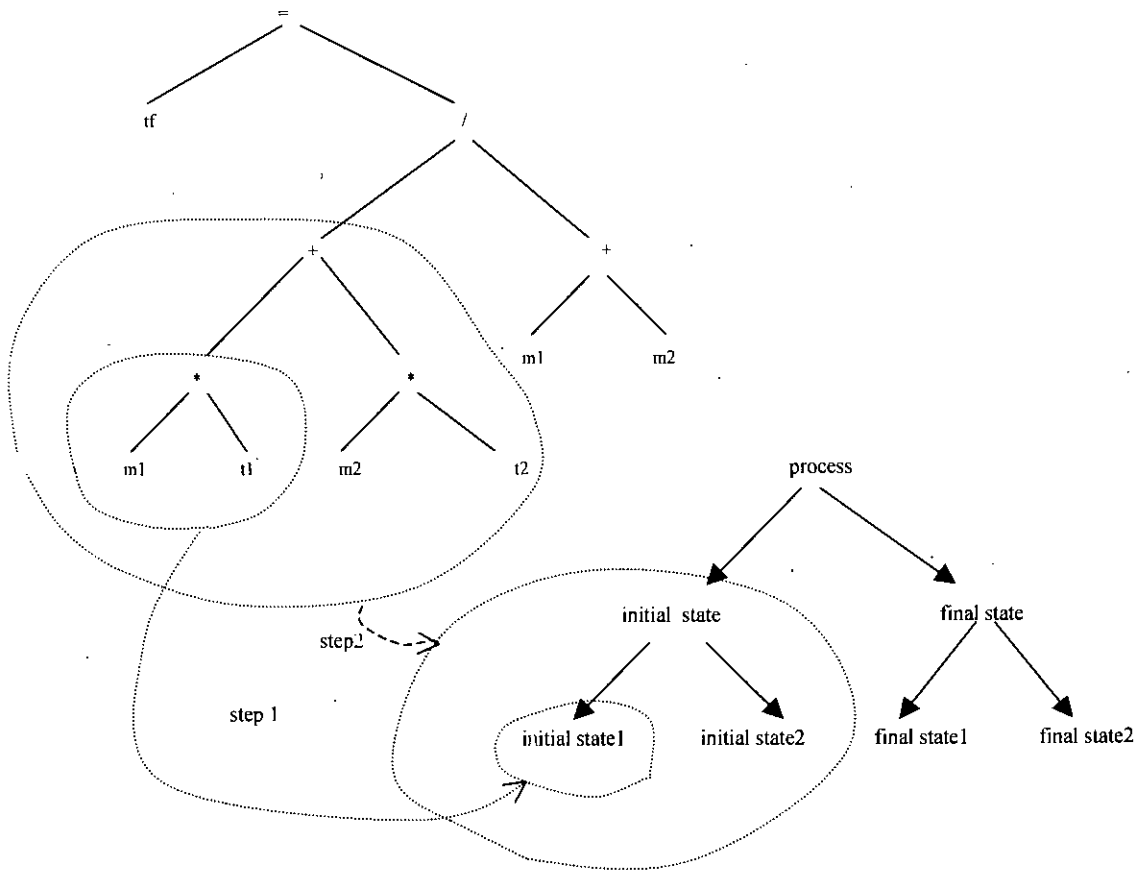 =
tf
/
+
+
m1
m2
*
*
m1
t1
m2
t2
process
initial state
final state
step2
step 1
initial state1
initial state2
final state1
final state2